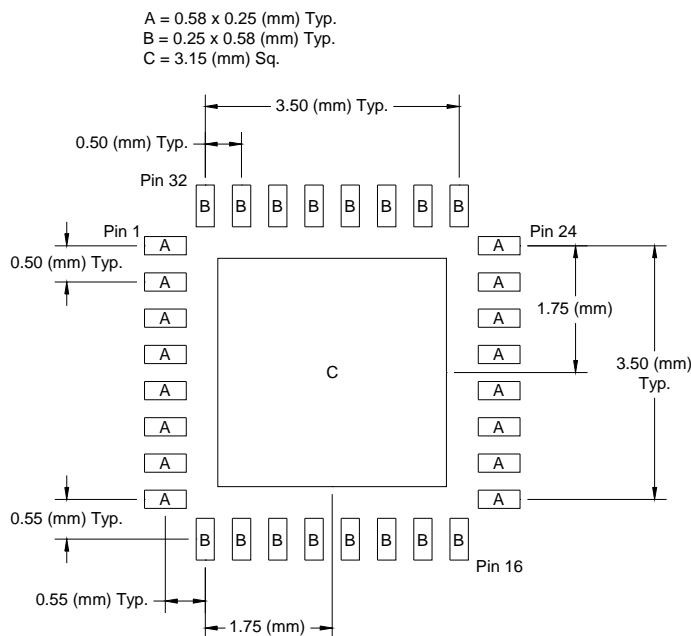 A = 0.58 x 0.25 (mm) Typ.
B = 0.25 x 0.58 (mm) Typ.
C = 3.15 (mm) Sq.
3.50 (mm) Typ.
0.50 (mm) Typ.
Pin 32
B B B B B B B B
Pin 1
Pin 24
A A
0.50 (mm) Typ.
A A
A A
1.75 (mm)
A A
C
3.50 (mm)
Typ.
A A
A A
A A
A A
0.55 (mm) Typ.
B B B B B B B B
Pin 16
0.55 (mm) Typ.
1.75 (mm)